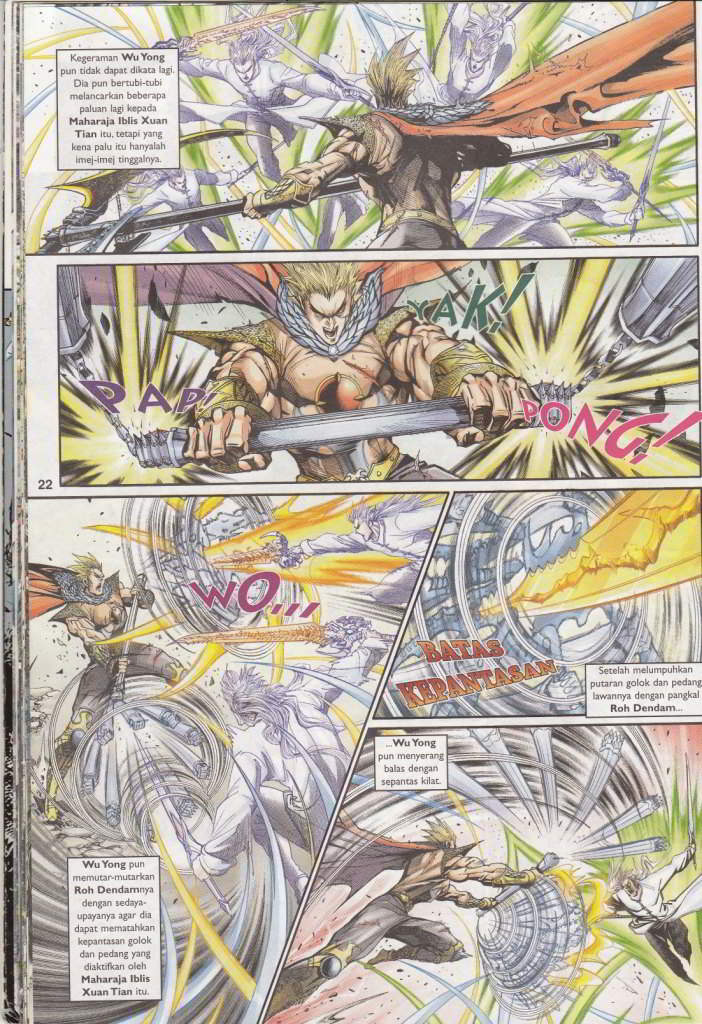 Kegeraman Wu Yong
pun tidak dapat dikata lagi.
Dia pun bertubi-tubi
melancarkan beberapa
paluan lagi kepada
Maharaja Iblis Xuan
Tian itu, tetapi yang
kena palu itu hanyalah
imej-imej tinggalnya.
YAK!
PAP!
PONG!
22
WO...
BATAS
KEPANTASAN
Setelah melumpuhkan
putaran golok dan pedang
lawannya dengan pangkal
Roh Dendam...
...Wu Yong
pun menyerang
balas dengan
sepantas kilat.
Wu Yong pun
memutar-mutarkan
Roh Dendamnya
dengan sedaya-
upayanya agar dia
dapat mematahkan
kepantasan golok
dan pedang yang
diaktifkan oleh
Maharaja Iblis
Xuan Tian itu.